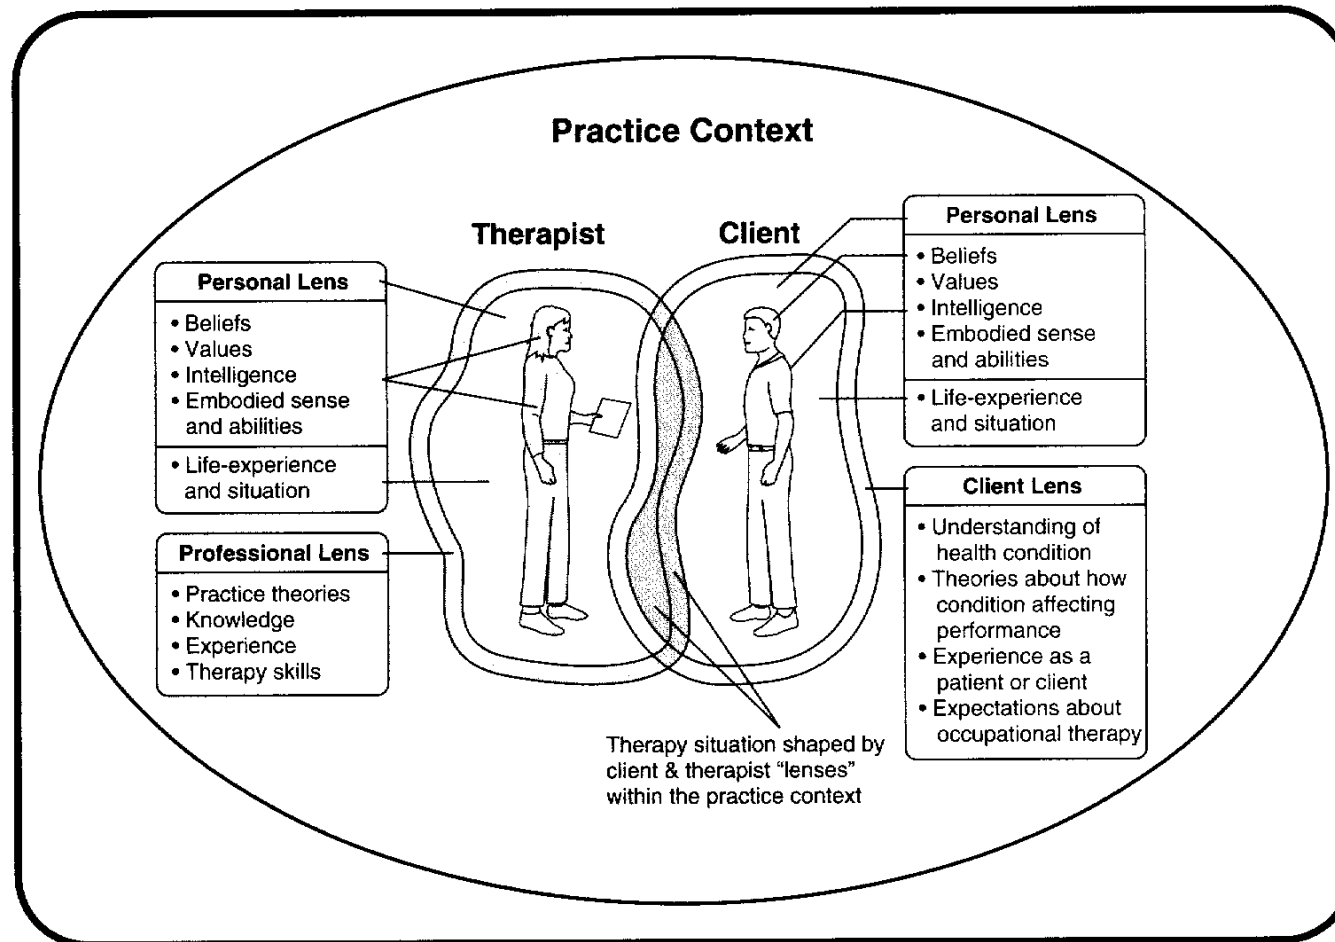 Practice Context
Therapist
Client
Personal Lens
• Beliefs
• Values
• Intelligence
• Embodied sense
and abilities
• Life-experience
and situation
Professional Lens
• Practice theories
• Knowledge
• Experience
• Therapy skills
Personal Lens
• Beliefs
• Values
• Intelligence
• Embodied sense
and abilities
• Life-experience
and situation
Client Lens
• Understanding of
health condition
• Theories about how
condition affecting
performance
• Experience as a
patient or client
• Expectations about
occupational therapy
Therapy situation shaped by
client & therapist “lenses”
within the practice context